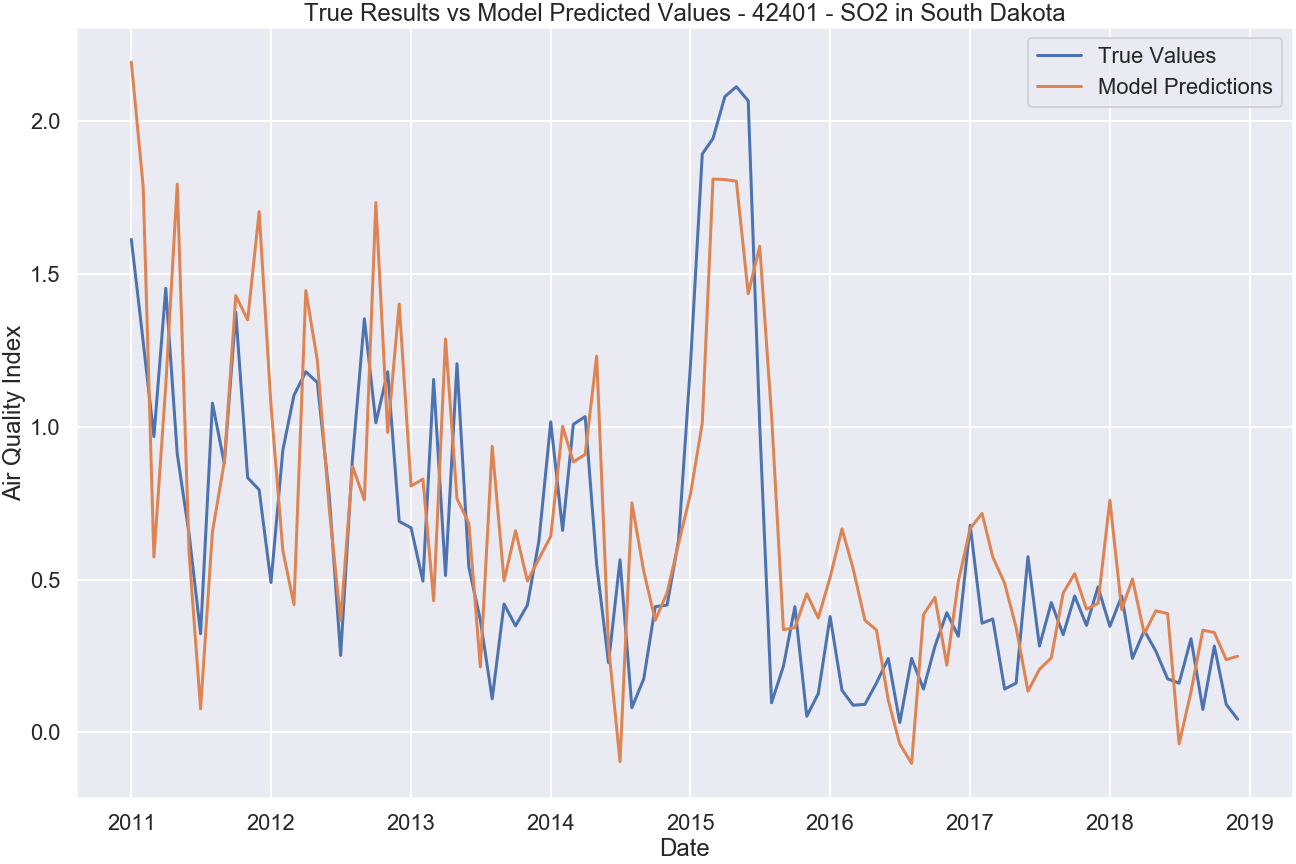 True Results vs Model Predicted Values - 42401 - SO2 in South Dakota
True Values
Model Predictions
Air Quality Index
2.0
1.5
1.0
0.5
0.0
2011 2012 2013 2014 2015 2016 2017 2018 2019
Date